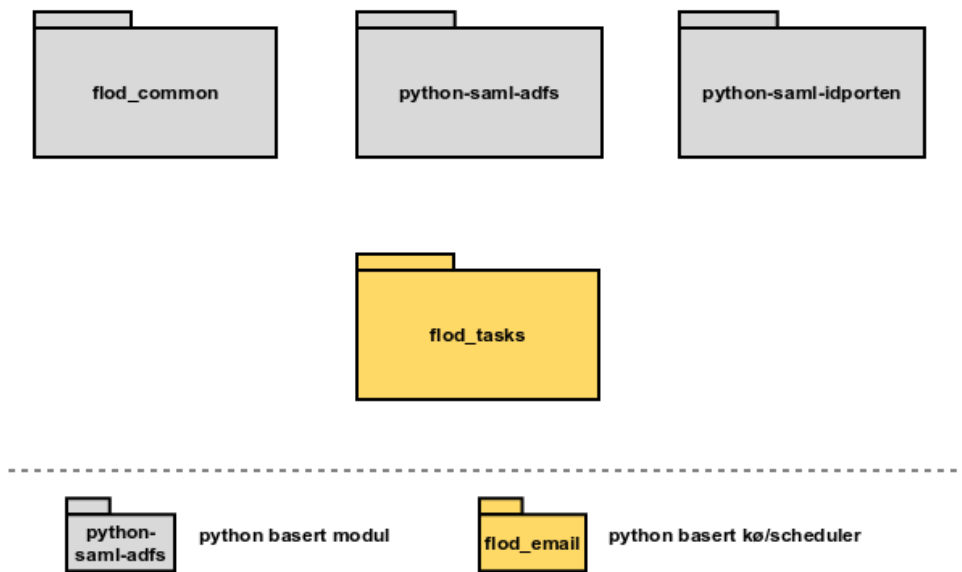 flod_common
python-saml-adfs
python-saml-idporten
flod_tasks
python-
saml-adfs
python basert modul
flod_email
python basert kø/scheduler